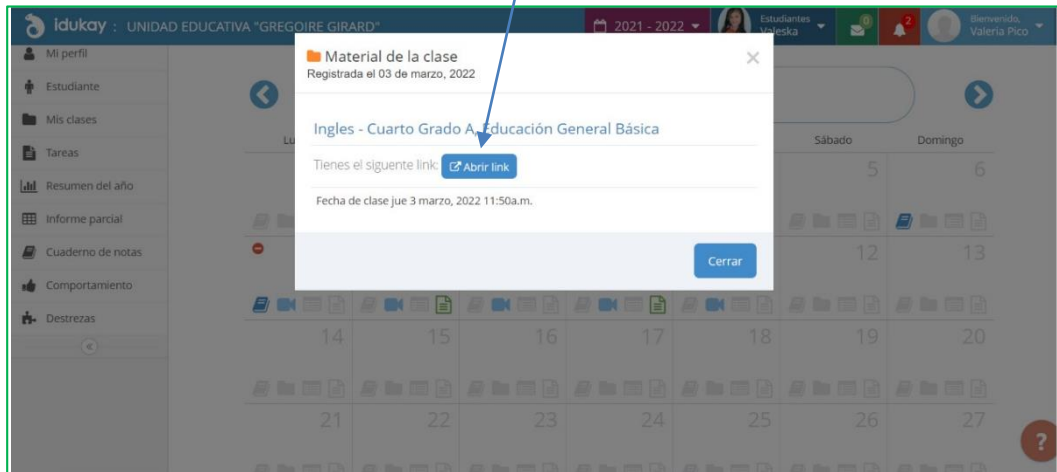 idukay : UNIDAD EDUCATIVA "GREGOIRE GIRARD"
2021 - 2022
Estudiantes
Valeska
0
2
Bienvenido,
Valeria Pico
Mi perfil
Estudiante
Mis clases
Tareas
Resumen del año
Informe parcial
Cuaderno de notas
Comportamiento
Destrezas
Material de la clase
Registrada el 03 de marzo, 2022
Ingles - Cuarto Grado A, Educación General Básica
Tienes el siguente link: Abrir link
Fecha de clase jue 3 marzo, 2022 11:50a.m.
Cerrar
Lu
Sábado
Domingo
5
6
12
13
14
15
16
17
18
19
20
21
22
23
24
25
26
27
?